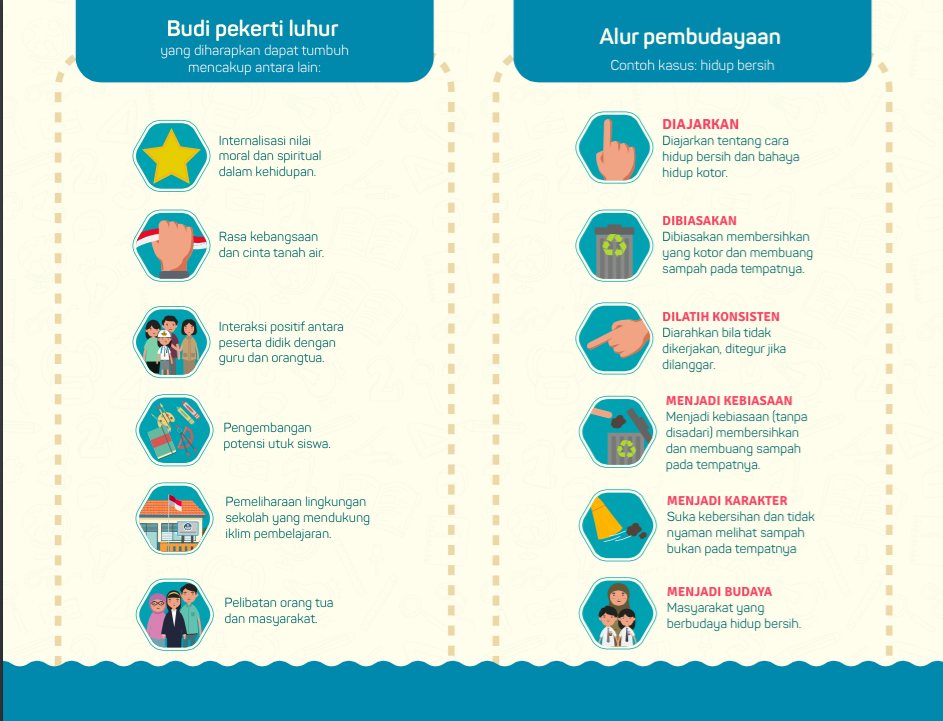 Budi pekerti luhur
yang diharapkan dapat tumbuh
mencakup antara lain:
Internalisasi nilai
moral dan spiritual
dalam kehidupan.
Rasa kebangsaan
dan cinta tanah air.
Interaksi positif antara
peserta didik dengan
guru dan orangtua.
Pengembangan
potensi utuk siswa.
Pemeliharaan lingkungan
sekolah yang mendukung
iklim pembelajaran.
Pelibatan orang tua
dan masyarakat.
Alur pembudayaan
Contoh kasus: hidup bersih
DIAJARKAN
Diajarkan tentang cara
hidup bersih dan bahaya
hidup kotor.
DIBIASAKAN
Dibiasakan membersihkan
yang kotor dan membuang
sampah pada tempatnya.
DILATIH KONSISTEN
Diarahkan bila tidak
dikerjakan, ditegur jika
dilanggar.
MENJADI KEBIASAAN
Menjadi kebiasaan (tanpa
disadari) membersihkan
dan membuang sampah
pada tempatnya.
MENJADI KARAKTER
Suka kebersihan dan tidak
nyaman melihat sampah
bukan pada tempatnya
MENJADI BUDAYA
Masyarakat yang
berbudaya hidup bersih.